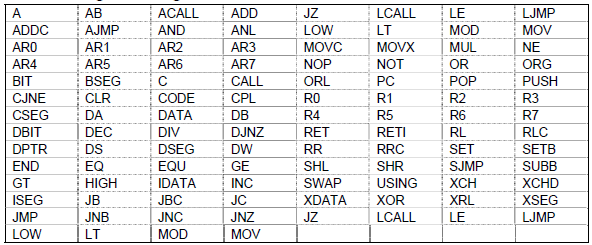 A AB ACALL ADD JZ LCALL LE LJMP
ADDC AJMP AND ANL LOW LT MOD MOV
AR0 AR1 AR2 AR3 MOVC MOVX MUL NE
AR4 AR5 AR6 AR7 NOP NOT OR ORG
BIT BSEG C CALL ORL PC POP PUSH
CJNE CLR CODE CPL R0 R1 R2 R3
CSEG DA DATA DB R4 R5 R6 R7
DBIT DEC DIV DJNZ RET RETI RL RLC
DPTR DS DSEG DW RR RRC SET SETB
END EQ EQU GE SHL SHR SJMP SUBB
GT HIGH IDATA INC SWAP USING XCH XCHD
ISEG JB JBC JC XDATA XOR XRL XSEG
JMP JNB JNC JNZ JZ LCALL LE LJMP
LOW LT MOD MOV